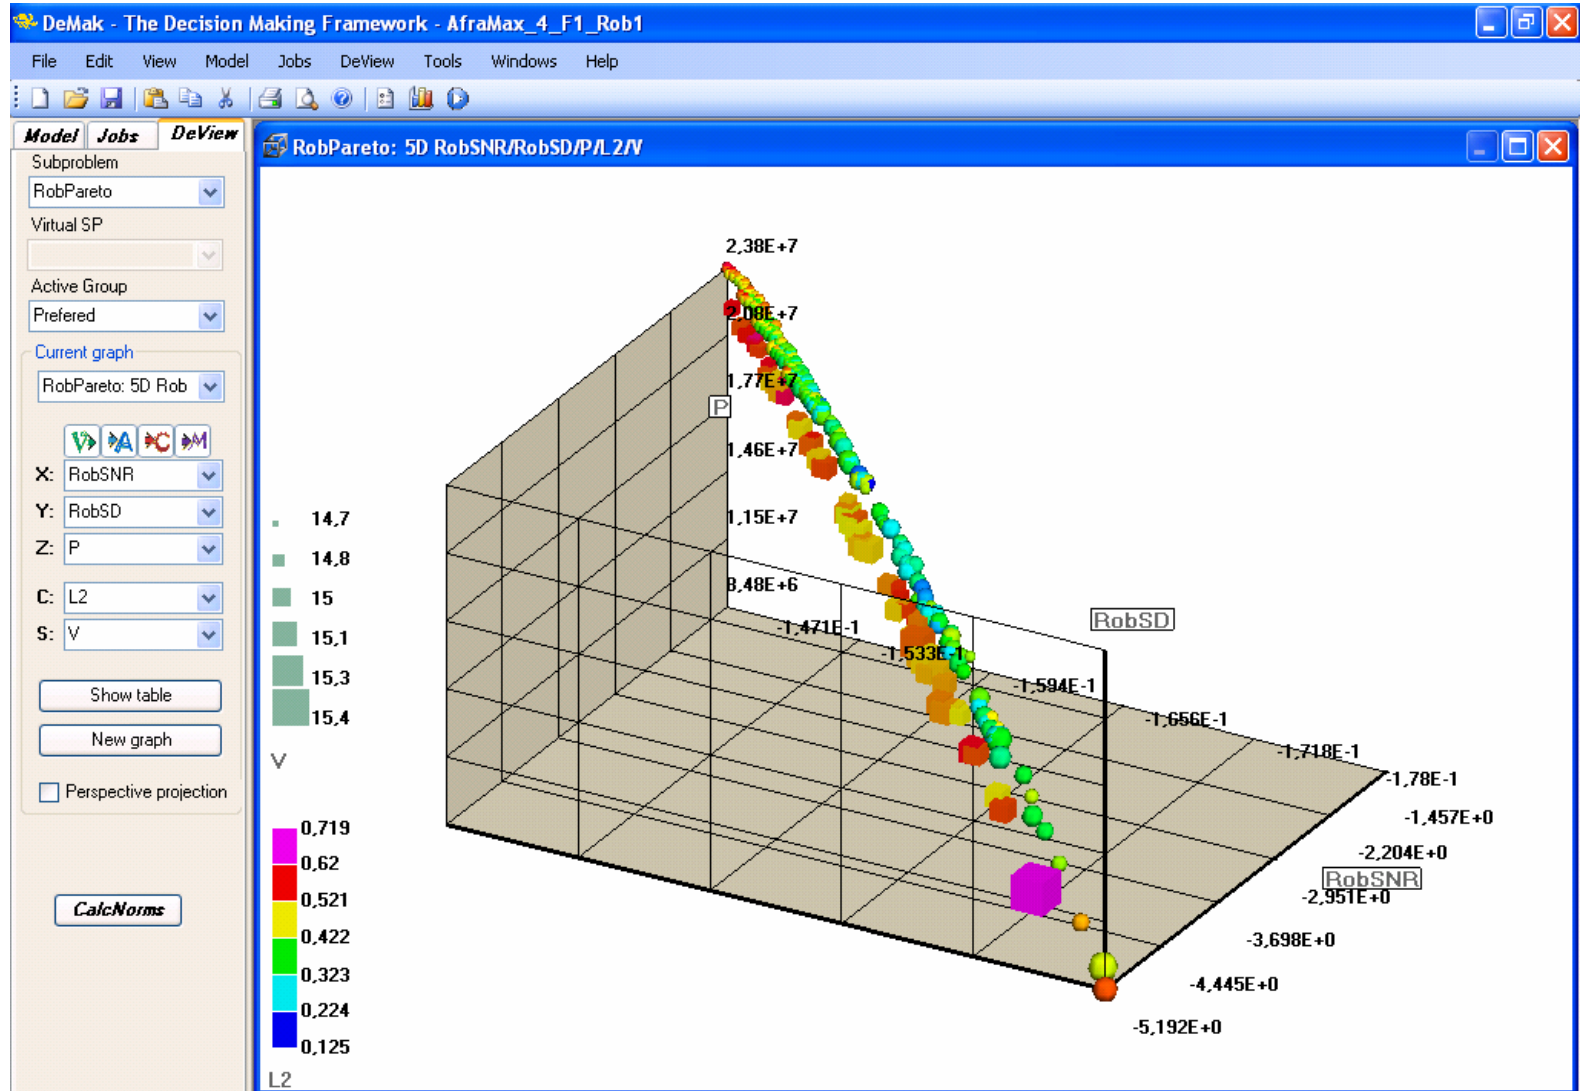 DeMak - The Decision Making Framework - AfraMax_4_F1_Rob1
File Edit View Model Jobs DeView Tools Windows Help
Model Jobs DeView
Subproblem
RobPareto
Virtual SP
Active Group
Prefered
Current graph
RobPareto: 5D Rob
V A C M
X: RobSNR
Y: RobSD
Z: P
C: L2
S: V
Show table
New graph
Perspective projection
CalcNorms
RobPareto: 5D RobSNR/RobSD/P/L2/V
2,38E+7
2,08E+7
1,77E+7
P
1,46E+7
1,15E+7
8,48E+6
RobSD
-1,471E-1
-1,533E-1
-1,594E-1
-1,656E-1
-1,718E-1
-1,78E-1
-1,457E+0
-2,204E+0
RobSNR
-2,951E+0
-3,698E+0
-4,445E+0
-5,192E+0
14,7
14,8
15
15,1
15,3
15,4
V
0,719
0,62
0,521
0,422
0,323
0,224
0,125
L2